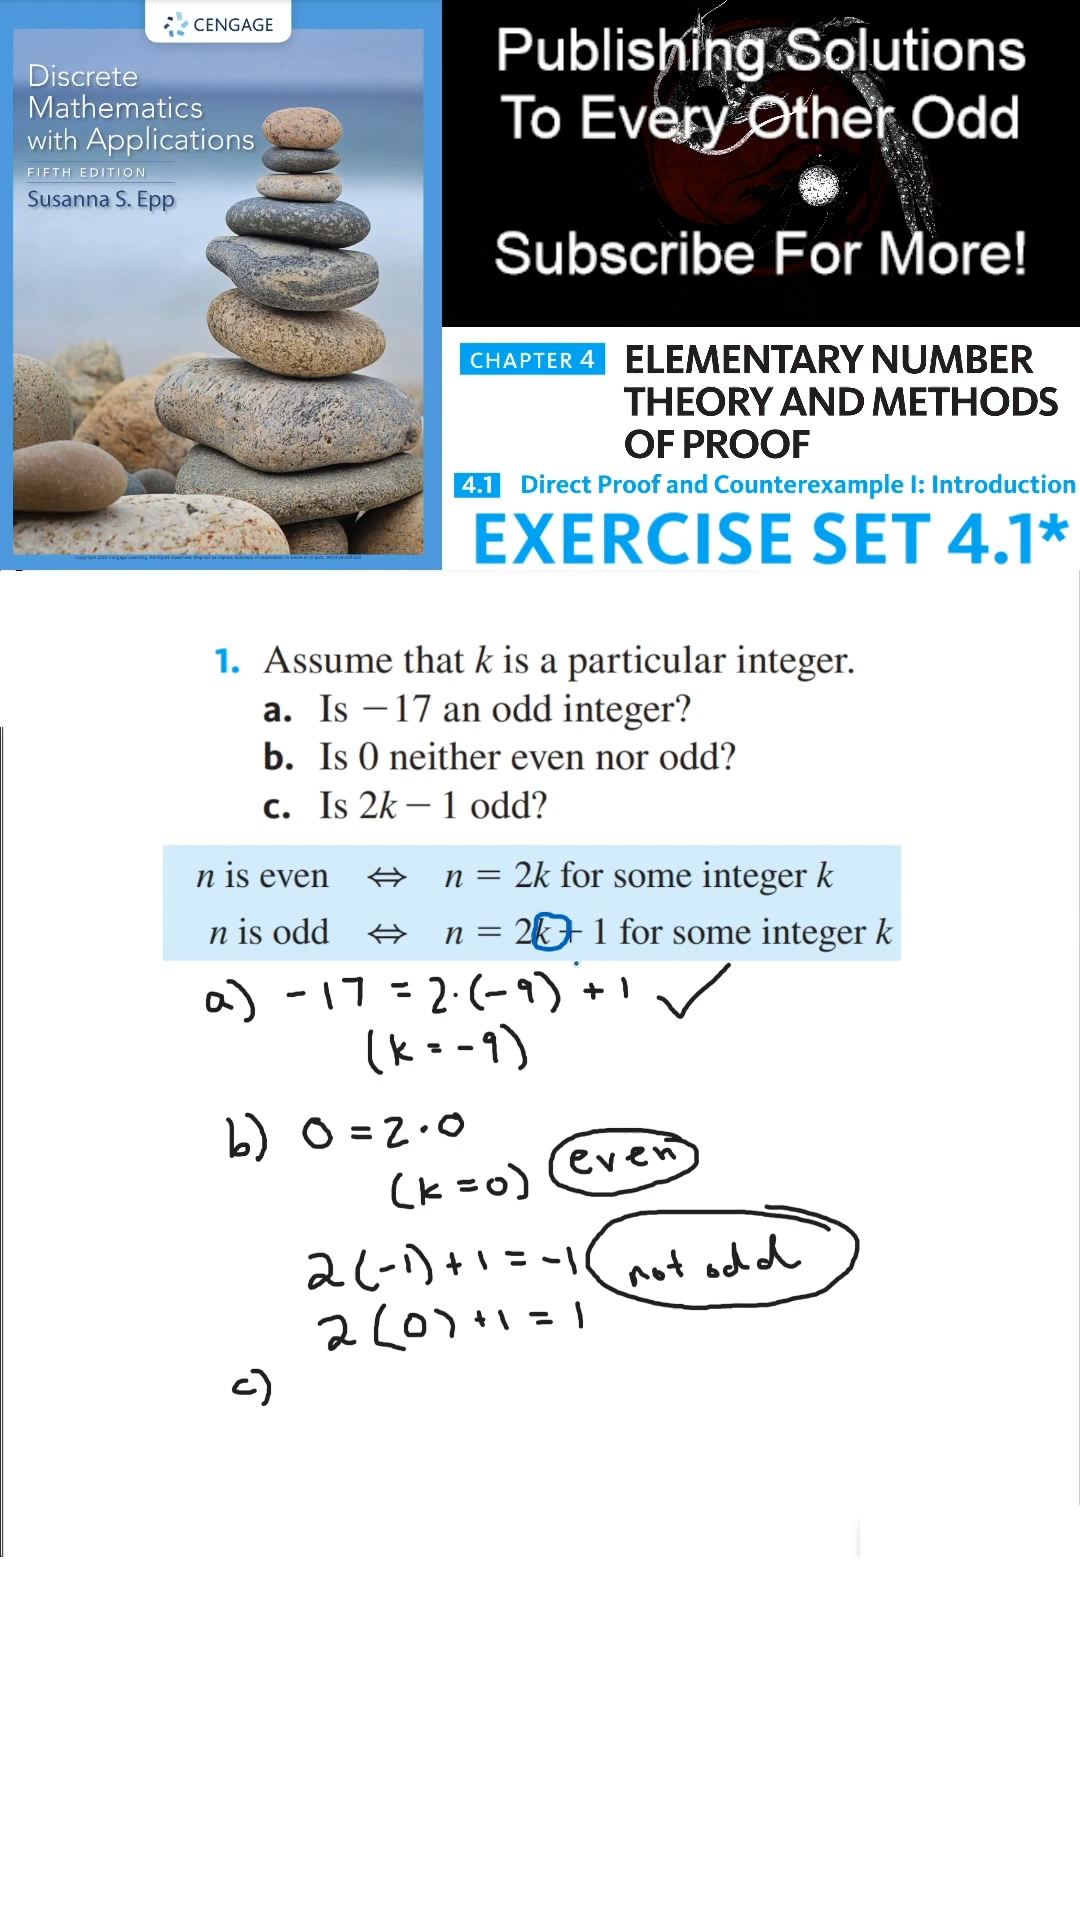 CENGAGE
Discrete
Mathematics
with Applications
FIFTH EDITION
Susanna S. Epp
Publishing Solutions
To Every Other Odd
Subscribe For More!
CHAPTER 4 ELEMENTARY NUMBER
THEORY AND METHODS
OF PROOF
4.1 Direct Proof and Counterexample I: Introduction
EXERCISE SET 4.1*
1. Assume that k is a particular integer.
a. Is −17 an odd integer?
b. Is 0 neither even nor odd?
c. Is 2k − 1 odd?
n is even ⇔ n = 2k for some integer k
n is odd ⇔ n = 2k + 1 for some integer k
a) -17 = 2·(-9) + 1 ✓
(k = -9)
b) 0 = 2·0
(k = 0) even
2(-1) + 1 = -1 not odd
2(0) + 1 = 1
c)